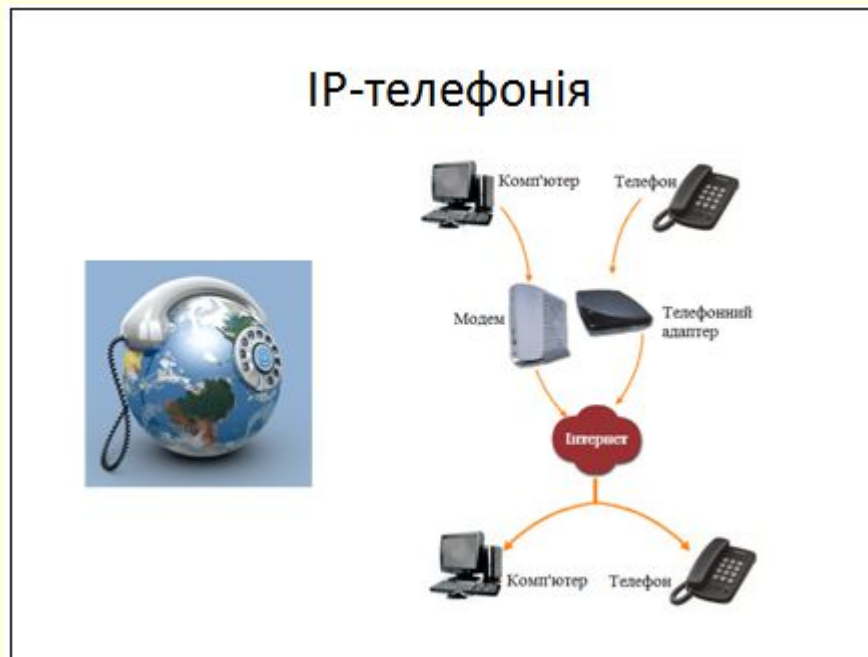 IP-телефонія
Комп'ютер
Телефон
Модем
Телефонний
адаптер
Інтернет
Комп'ютер
Телефон